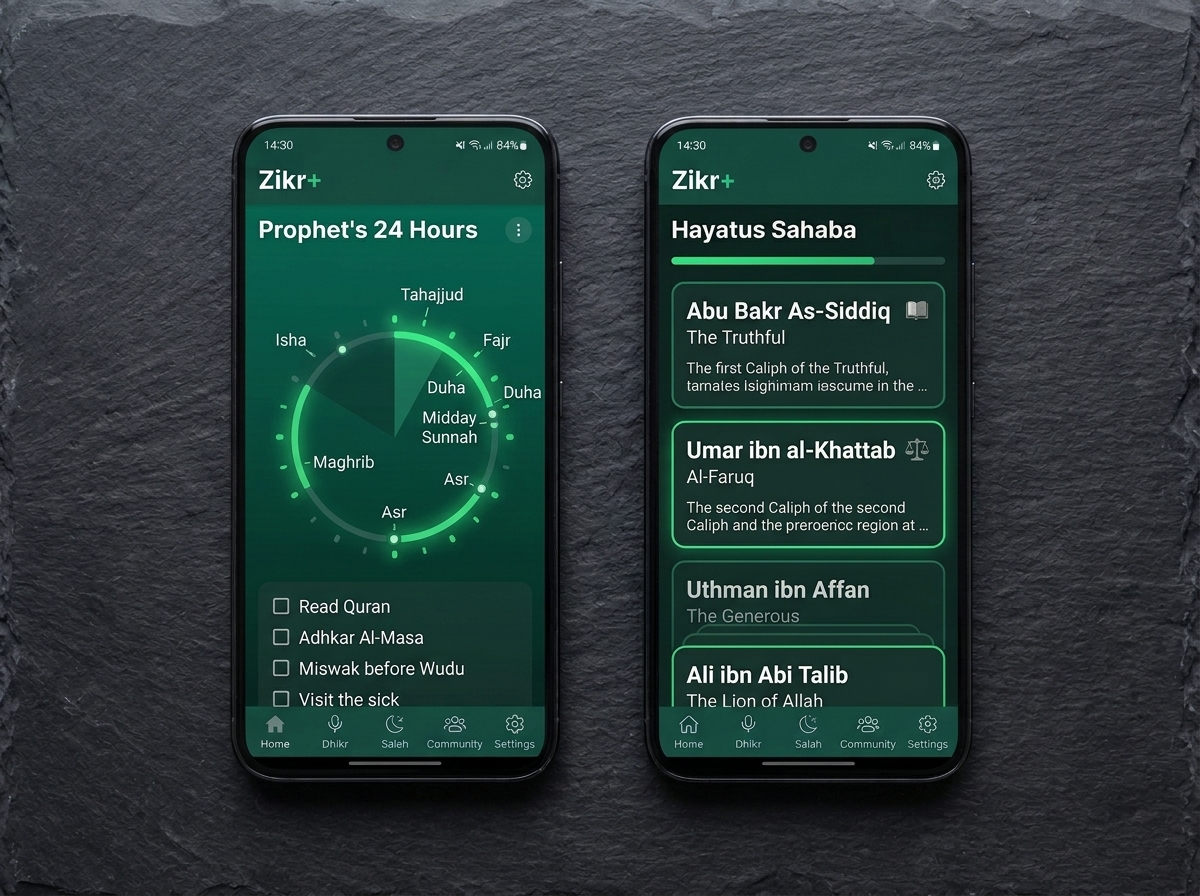 14:30
84%
Zikr+
Prophet's 24 Hours
Tahajjud
Isha
Fajr
Duha
Duha
Midday
Sunnah
Maghrib
Asr
Asr
Read Quran
Adhkar Al-Masa
Miswak before Wudu
Visit the sick
Home
Dhikr
Saleh
Community
Settings
14:30
84%
Zikr+
Hayatus Sahaba
Abu Bakr As-Siddiq
The Truthful
The first Caliph of the Truthful,
in the ...
Umar ibn al-Khattab
Al-Faruq
The second Caliph of the second
Caliph and the region at ...
Uthman ibn Affan
The Generous
Ali ibn Abi Talib
The Lion of Allah
Home
Dhikr
Salah
Community
Settings